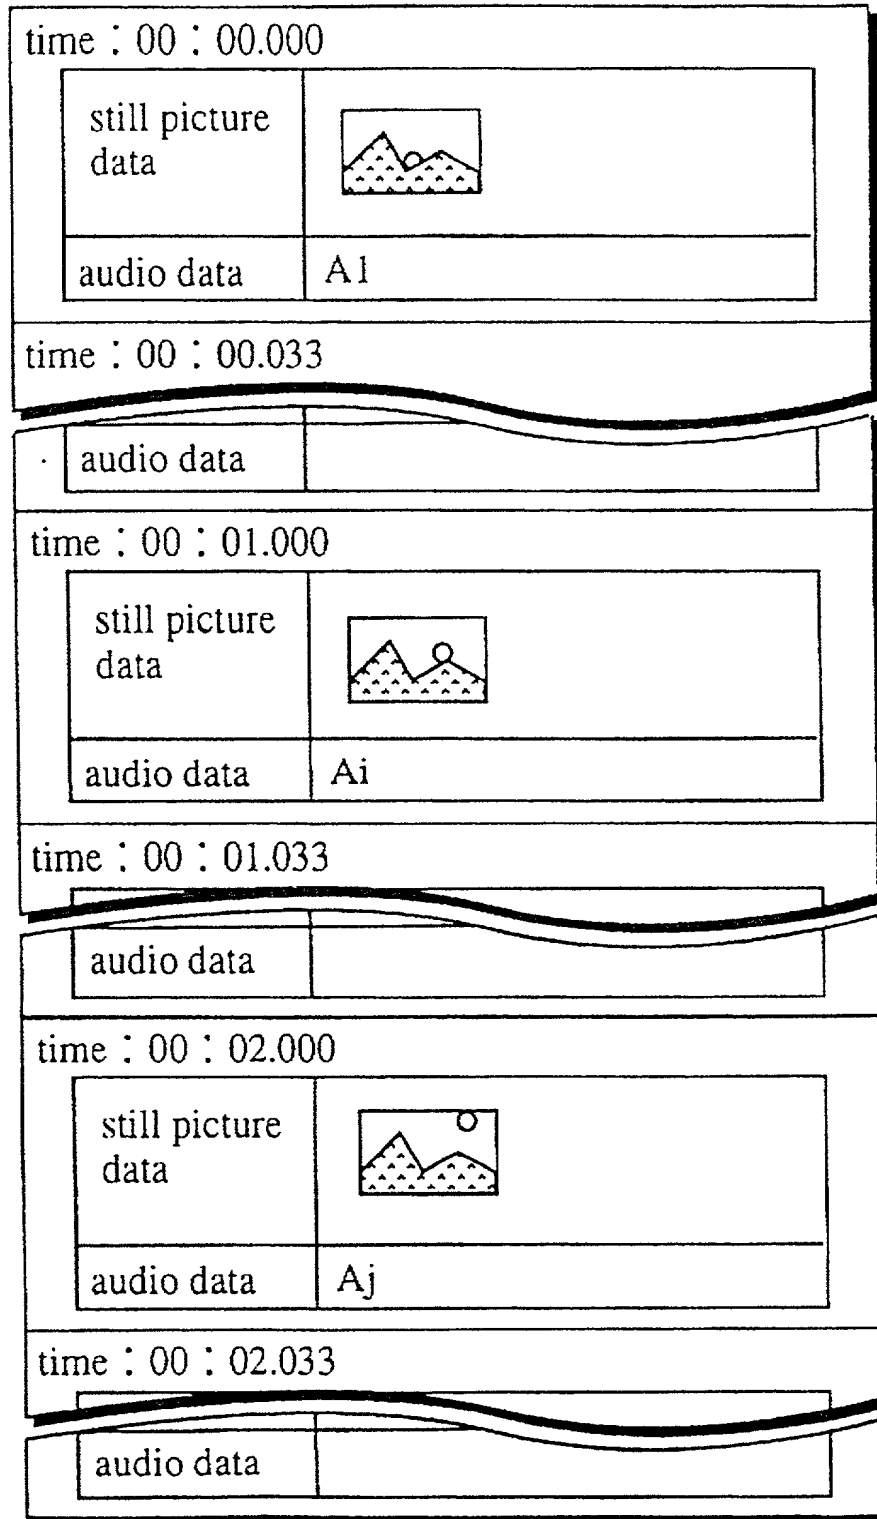 time : 00 : 00.000
still picture
data
audio data
A1
time : 00 : 00.033
audio data
time : 00 : 01.000
still picture
data
audio data
Ai
time : 00 : 01.033
audio data
time : 00 : 02.000
still picture
data
audio data
Aj
time : 00 : 02.033
audio data